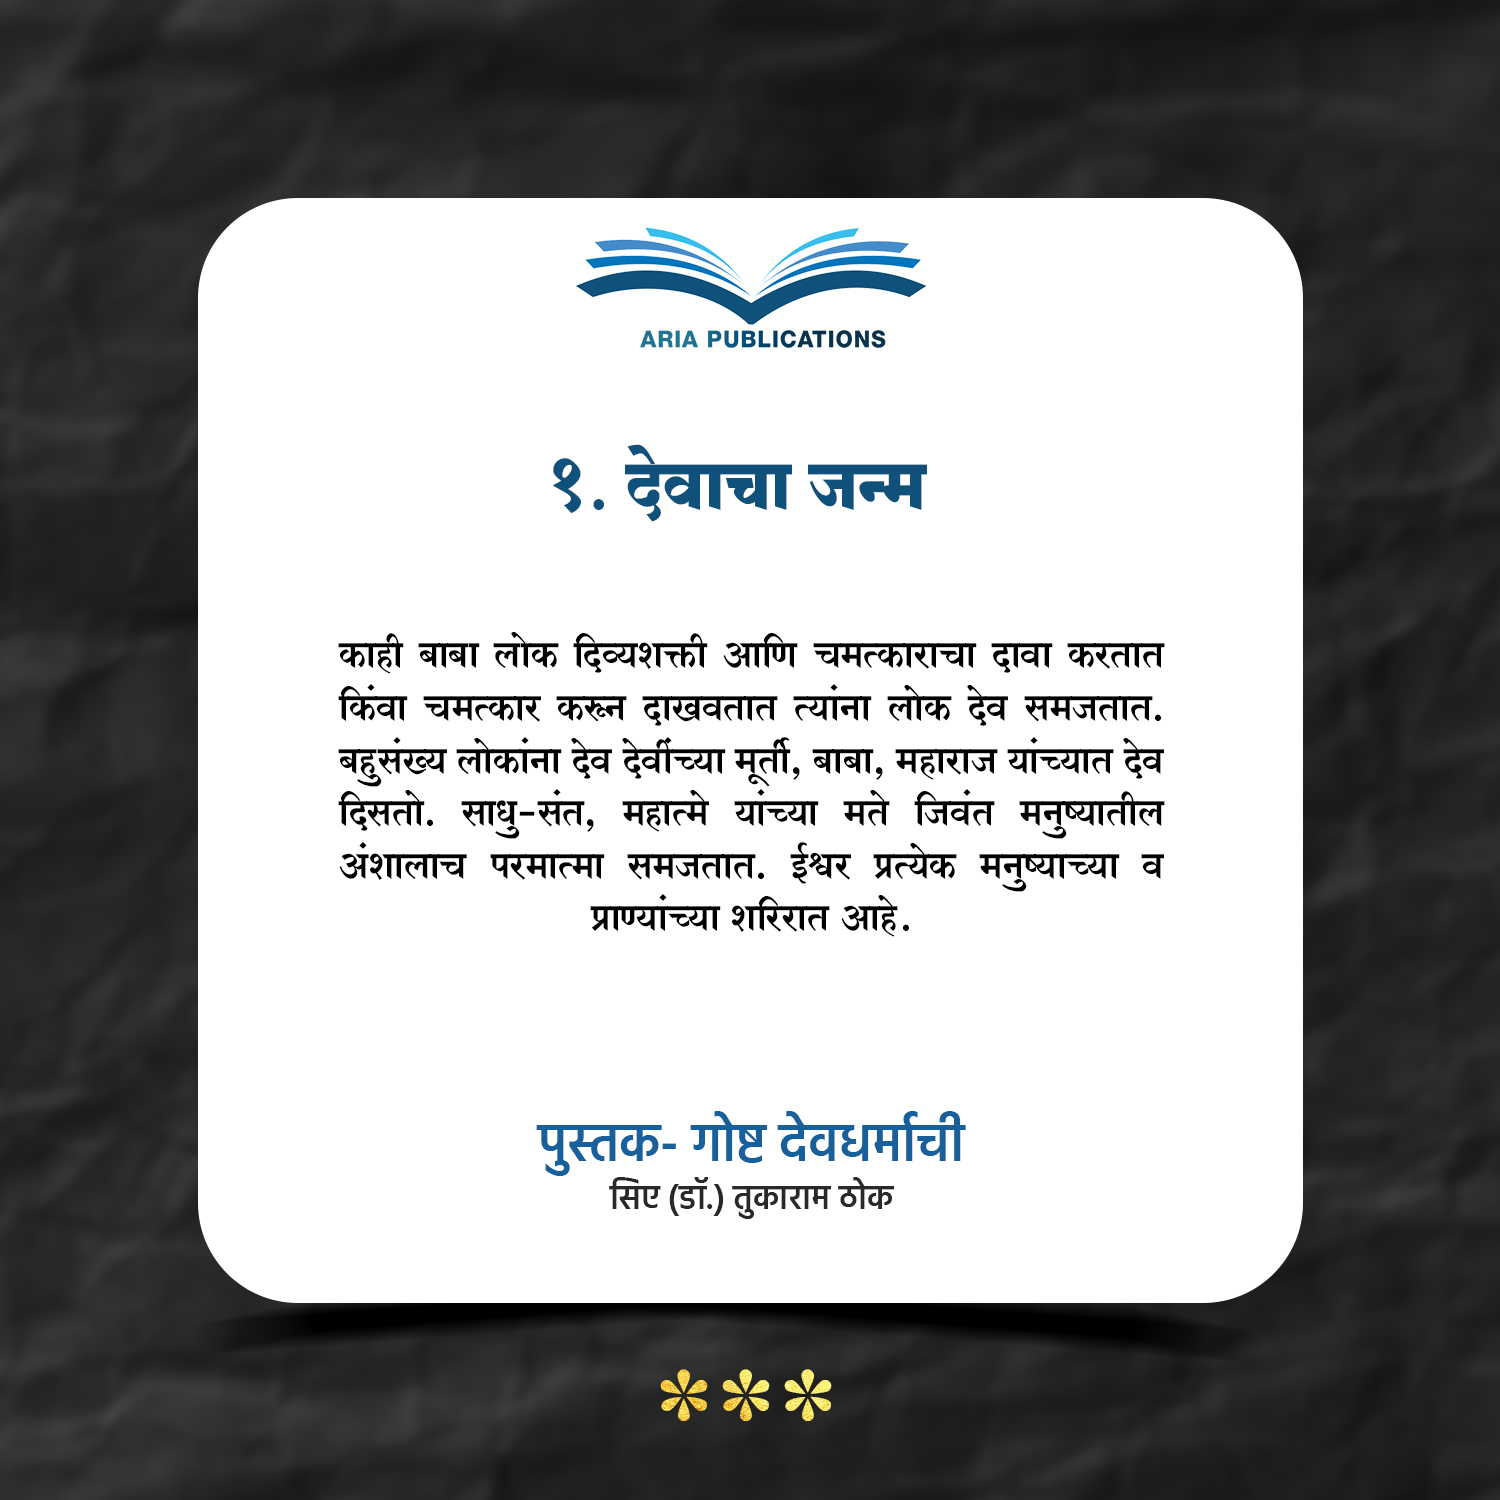 ARIA PUBLICATIONS
१. देवाचा जन्म
काही बाबा लोक दिव्यशक्ती आणि चमत्काराचा दावा करतात
किंवा चमत्कार करून दाखवतात त्यांना लोक देव समजतात.
बहुसंख्य लोकांना देव देवींच्या मूर्ती, बाबा, महाराज यांच्यात देव
दिसतो. साधु-संत, महात्मे यांच्या मते जिवंत मनुष्यातील
अंशालाच परमात्मा समजतात. ईश्वर प्रत्येक मनुष्याच्या व
प्राण्यांच्या शरिरात आहे.
पुस्तक- गोष्ट देवधर्माची
सिए (डॉ.) तुकाराम ठोक